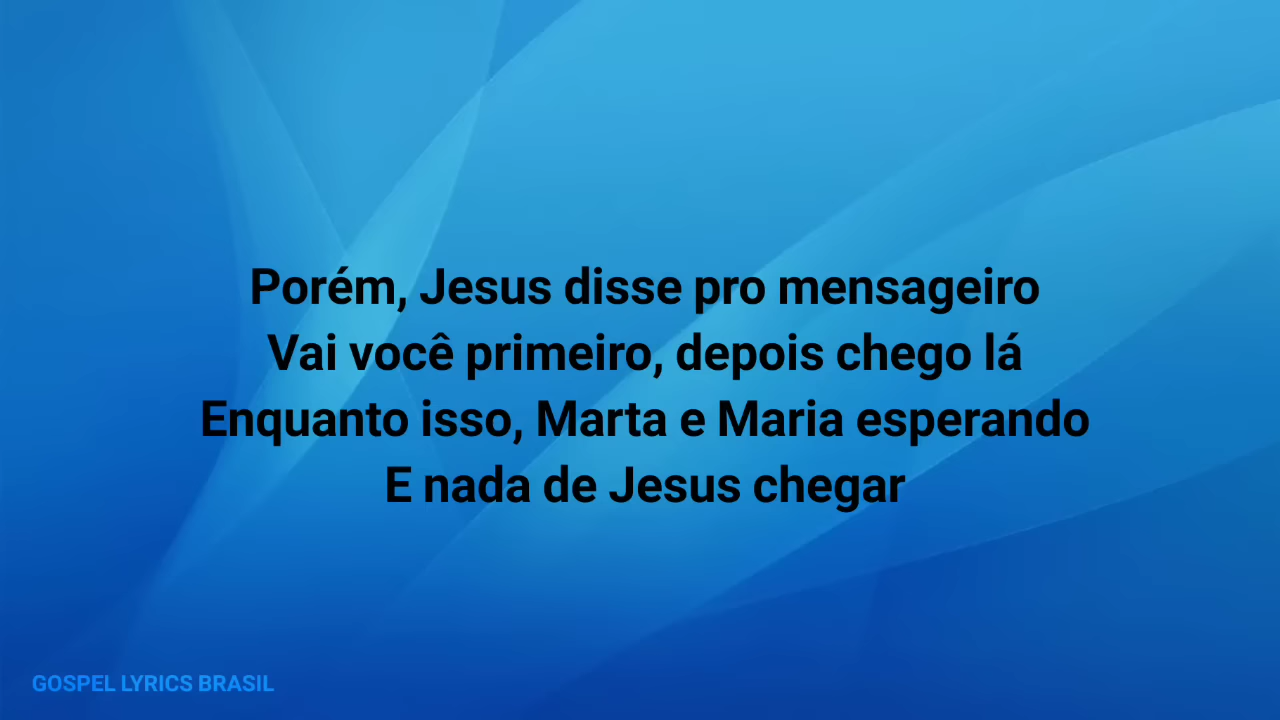 Porém, Jesus disse pro mensageiro
Vai você primeiro, depois chego lá
Enquanto isso, Marta e Maria esperando
E nada de Jesus chegar
GOSPEL LYRICS BRASIL